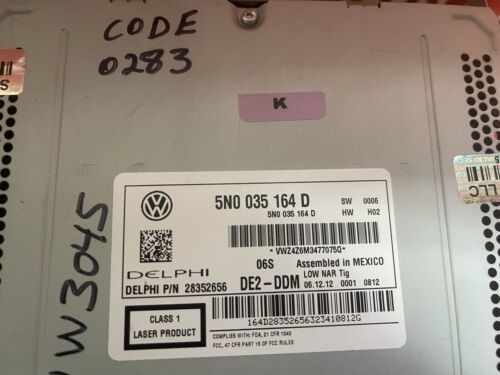 CODE
0283
K
S
LLC
W3045
5N0 035 164 D SW 0006
5N0 035 164 D HW H02
*VWZ4Z6M3477075Q*
06S Assembled in MEXICO
DELPHI LOW NAR Tig
DELPHI P/N 28352656 DE2-DDM 06.12.12 0001 0812
CLASS 1
LASER PRODUCT
164D28352656323410812G
COMPLIES WITH: FDA, 21 CFR 1040
FCC, 47 CFR PART 15 OF FCC RULES